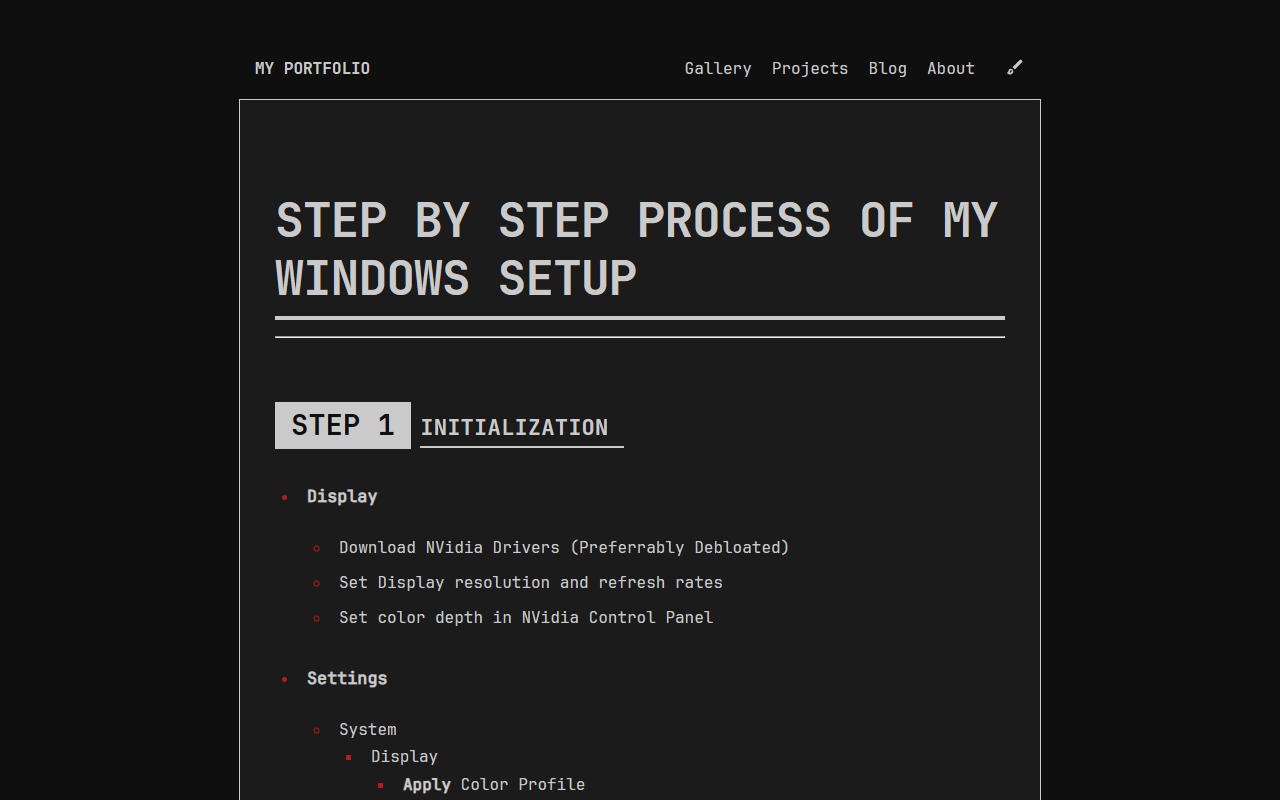 MY PORTFOLIO
Gallery Projects Blog About
STEP BY STEP PROCESS OF MY
WINDOWS SETUP
STEP 1 INITIALIZATION
Display
Download NVidia Drivers (Preferrably Debloated)
Set Display resolution and refresh rates
Set color depth in NVidia Control Panel
Settings
System
Display
Apply Color Profile